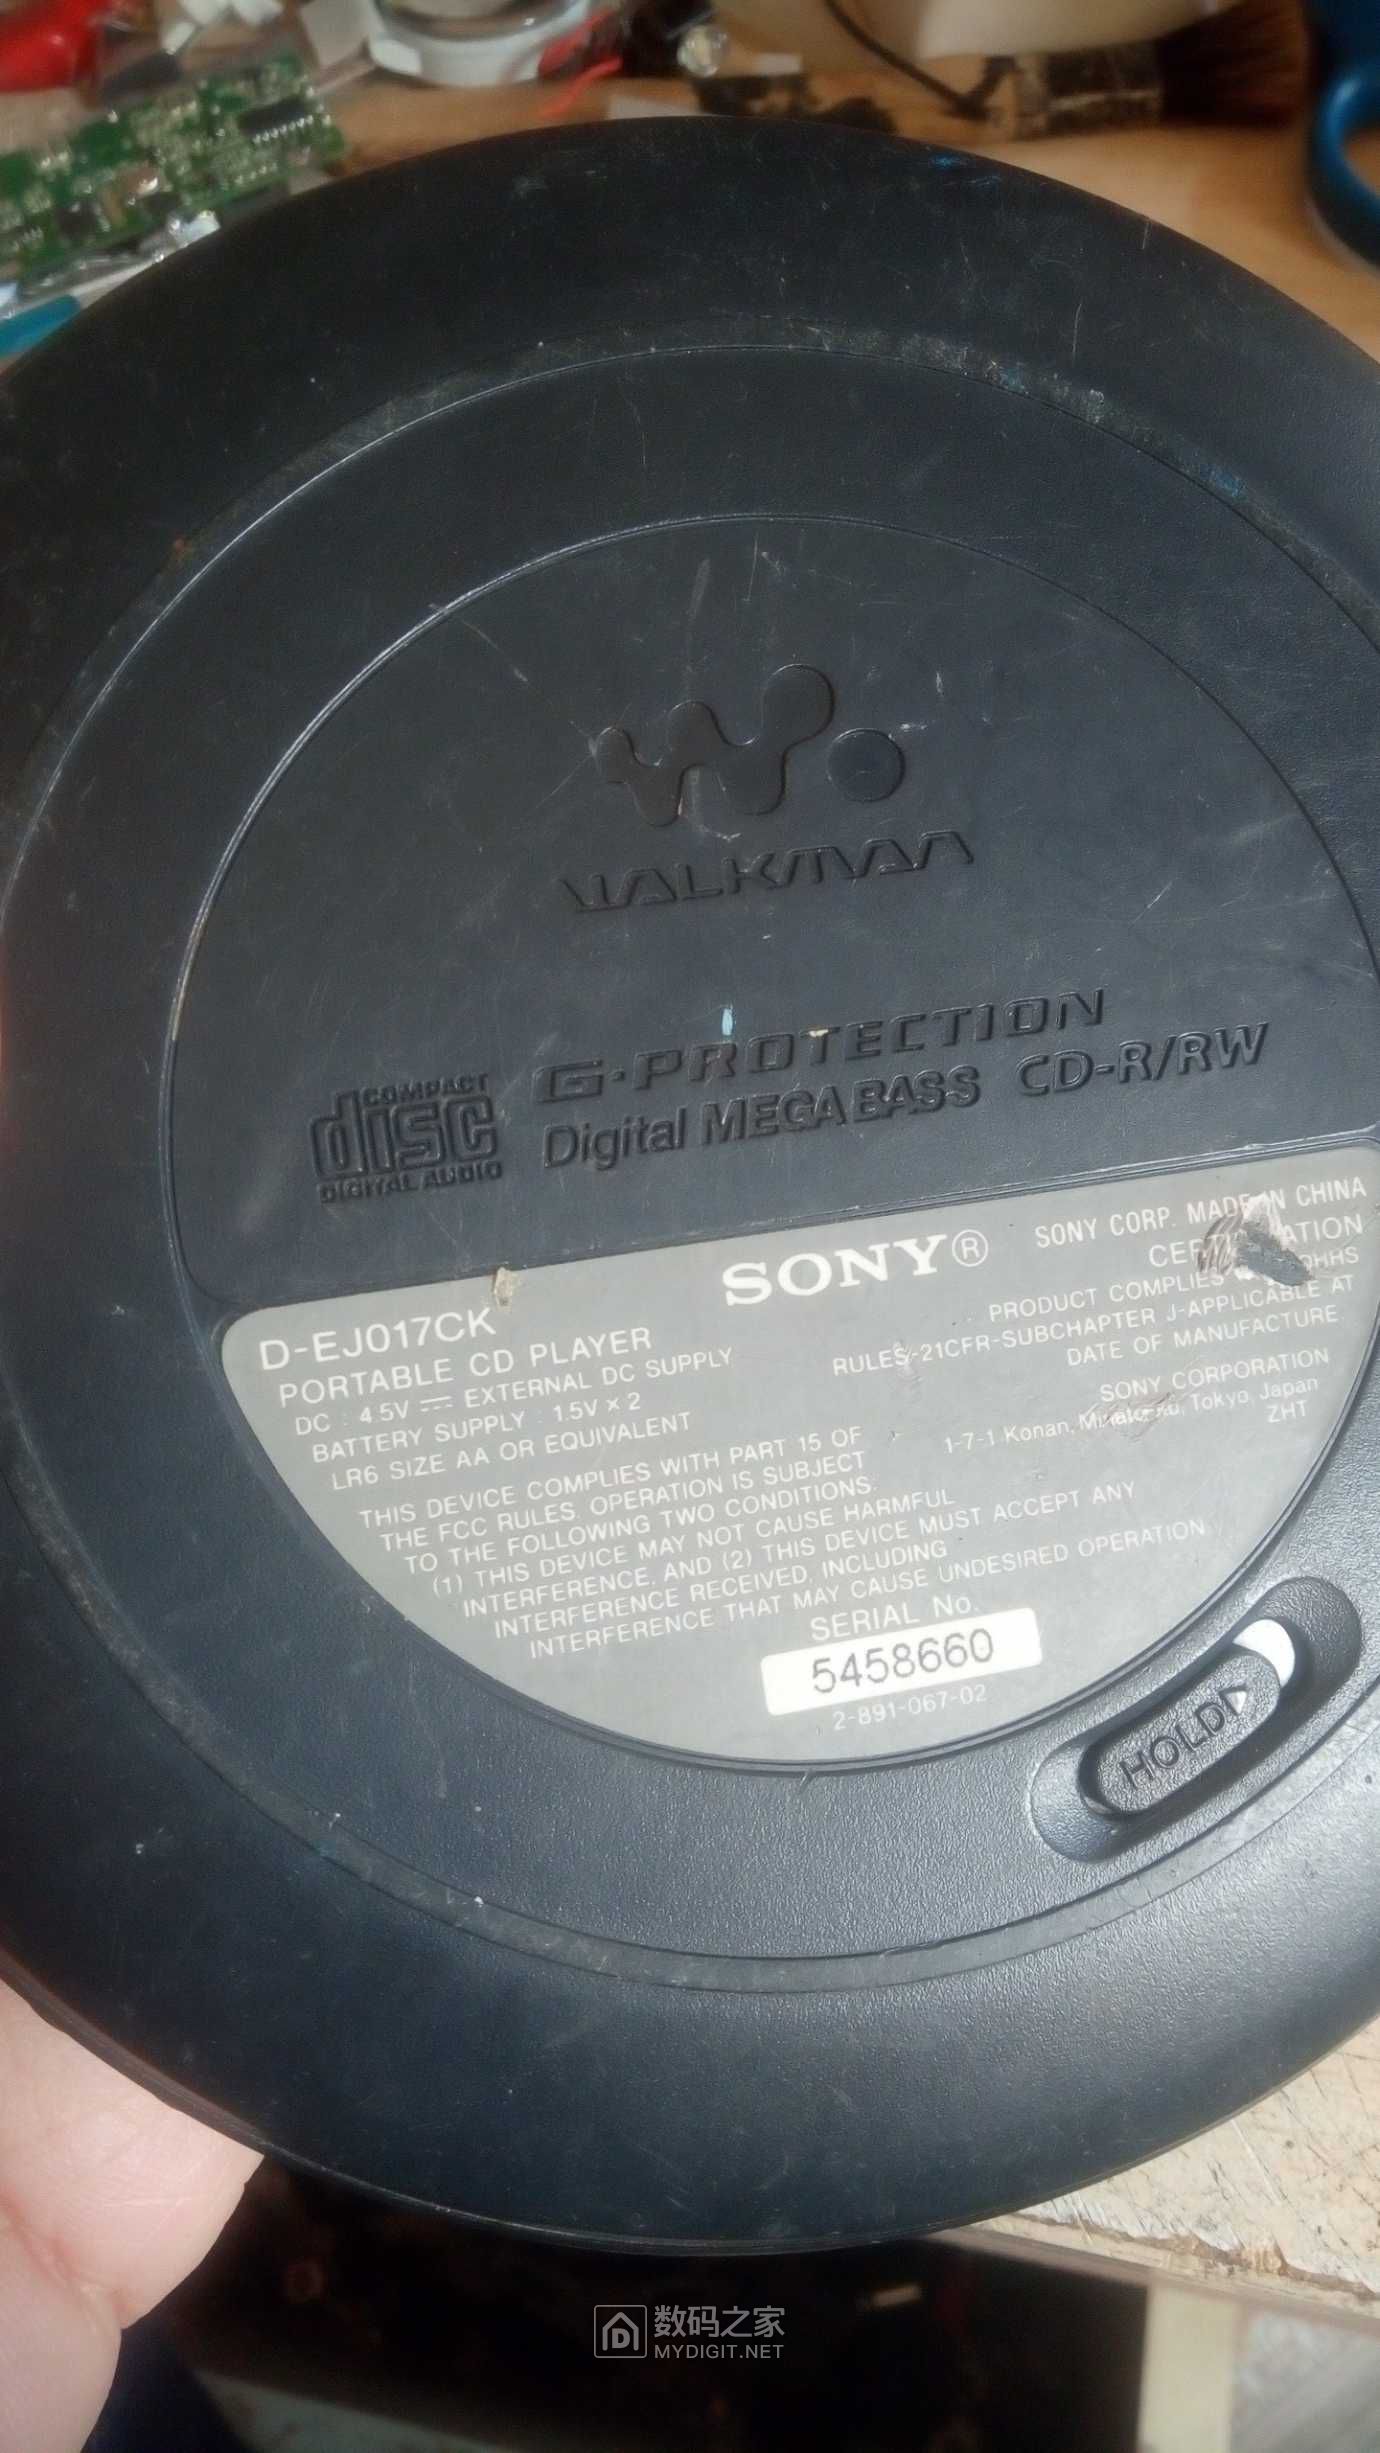 WALKMAN
COMPACT
disc
DIGITAL AUDIO
G·PROTECTION
Digital MEGA BASS CD-R/RW
SONY®
SONY CORP. MADE IN CHINA
D-EJ017CK
PORTABLE CD PLAYER
DC : 4.5V ⎓ EXTERNAL DC SUPPLY
BATTERY SUPPLY : 1.5V × 2
LR6 SIZE AA OR EQUIVALENT
PRODUCT COMPLIES DHHS
RULES-21CFR-SUBCHAPTER J-APPLICABLE AT
DATE OF MANUFACTURE
SONY CORPORATION
1-7-1 Konan, Tokyo, Japan
ZHT
THIS DEVICE COMPLIES WITH PART 15 OF
THE FCC RULES. OPERATION IS SUBJECT
TO THE FOLLOWING TWO CONDITIONS:
(1) THIS DEVICE MAY NOT CAUSE HARMFUL
INTERFERENCE, AND (2) THIS DEVICE MUST ACCEPT ANY
INTERFERENCE RECEIVED, INCLUDING
INTERFERENCE THAT MAY CAUSE UNDESIRED OPERATION.
SERIAL No.
5458660
2-891-067-02
HOLD
数码之家
MYDIGIT.NET